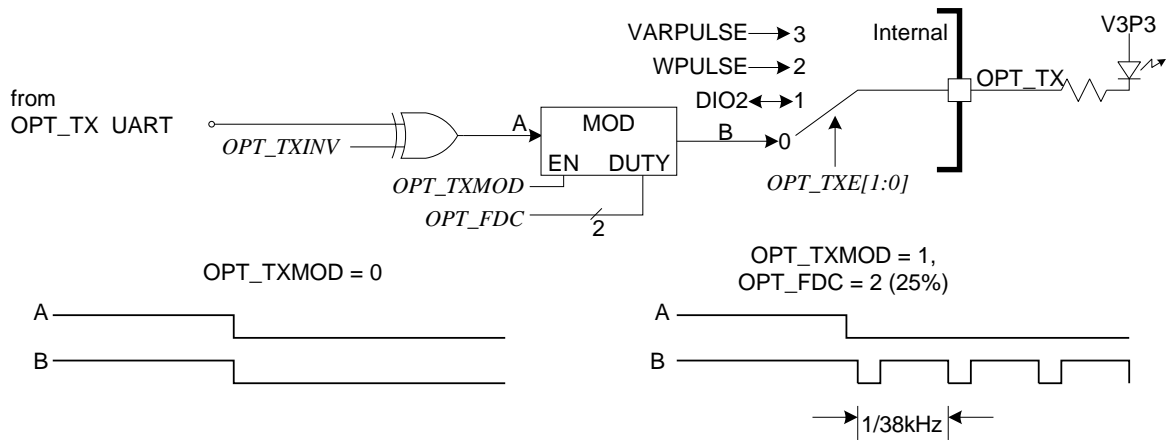 VARPULSE 3
Internal
V3P3
WPULSE 2
OPT_TX
from
OPT_TX UART
DIO2 1
A
MOD
B
0
OPT_TXINV
EN DUTY
OPT_TXMOD
OPT_TXE[1:0]
OPT_FDC
2
OPT_TXMOD = 0
OPT_TXMOD = 1,
OPT_FDC = 2 (25%)
A
B
A
B
1/38kHz